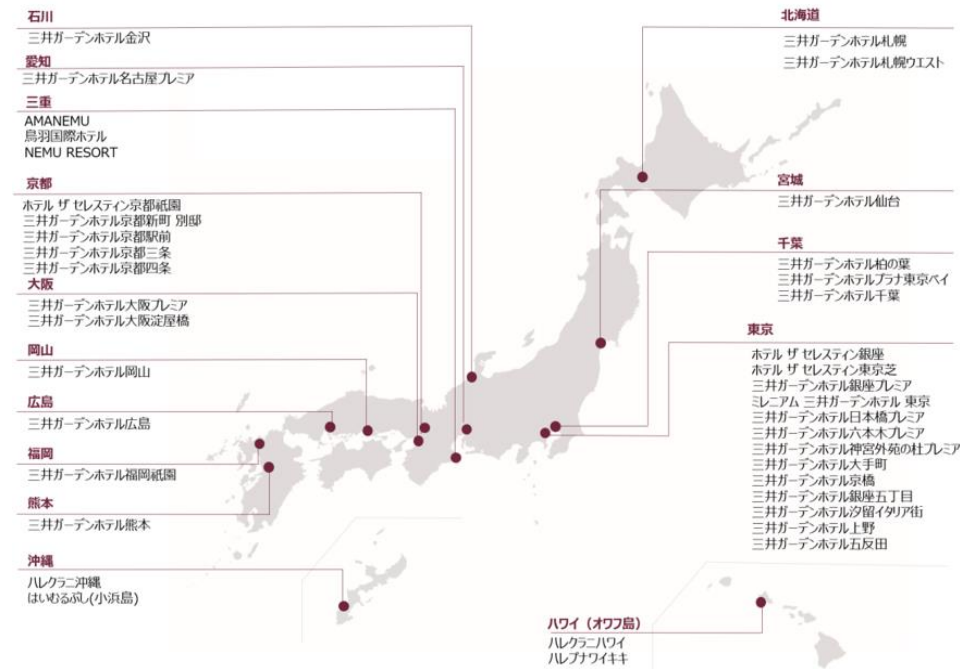 石川
三井ガーデンホテル金沢
愛知
三井ガーデンホテル名古屋プレミア
三重
AMANEMU
鳥羽国際ホテル
NEMU RESORT
京都
ホテル ザ セレスティン京都祇園
三井ガーデンホテル京都新町 別邸
三井ガーデンホテル京都駅前
三井ガーデンホテル京都三条
三井ガーデンホテル京都四条
大阪
三井ガーデンホテル大阪プレミア
三井ガーデンホテル大阪淀屋橋
岡山
三井ガーデンホテル岡山
広島
三井ガーデンホテル広島
福岡
三井ガーデンホテル福岡祇園
熊本
三井ガーデンホテル熊本
沖縄
ハレクラニ沖縄
はいむるぶし(小浜島)
北海道
三井ガーデンホテル札幌
三井ガーデンホテル札幌ウエスト
宮城
三井ガーデンホテル仙台
千葉
三井ガーデンホテル柏の葉
三井ガーデンホテルプラナ東京ベイ
三井ガーデンホテル千葉
東京
ホテル ザ セレスティン銀座
ホテル ザ セレスティン東京芝
三井ガーデンホテル銀座プレミア
ミレニアム 三井ガーデンホテル 東京
三井ガーデンホテル日本橋プレミア
三井ガーデンホテル六本木プレミア
三井ガーデンホテル神宮外苑の杜プレミア
三井ガーデンホテル大手町
三井ガーデンホテル京橋
三井ガーデンホテル銀座五丁目
三井ガーデンホテル汐留イタリア街
三井ガーデンホテル上野
三井ガーデンホテル五反田
ハワイ（オワフ島）
ハレクラニハワイ
ハレプナワイキキ